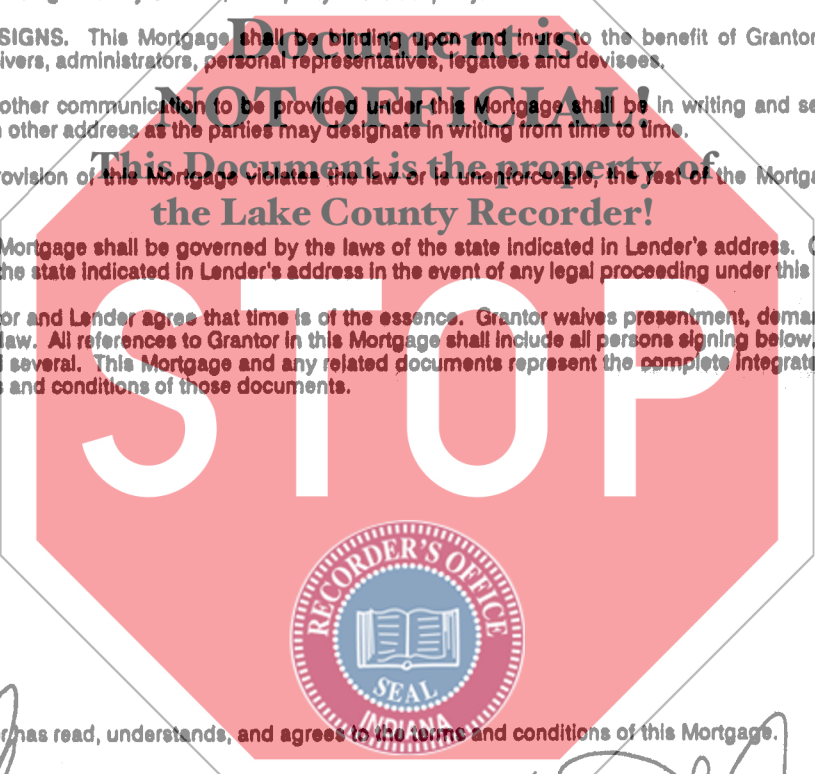 SIGNS. This Mortgage shall be binding upon and inure to the benefit of Grantor
ivers, administrators, personal representatives, legatees and devisees.
other communication to be provided under this Mortgage shall be in writing and se
other address as the parties may designate in writing from time to time.
rovision of this Mortgage violates the law or is unenforceable, the rest of the Mortga
Mortgage shall be governed by the laws of the state indicated in Lender's address.
the state indicated in Lender's address in the event of any legal proceeding under this
or and Lender agree that time is of the essence. Grantor waives presentment, dema
law. All references to Grantor in this Mortgage shall include all persons signing below,
several. This Mortgage and any related documents represent the complete integrate
and conditions of those documents.
Document is
NOT OFFICIAL!
This Document is the property of
the Lake County Recorder!
STOP
RECORDER'S OFFICE
SEAL
INDIANA
has read, understands, and agrees to the terms and conditions of this Mortgage.